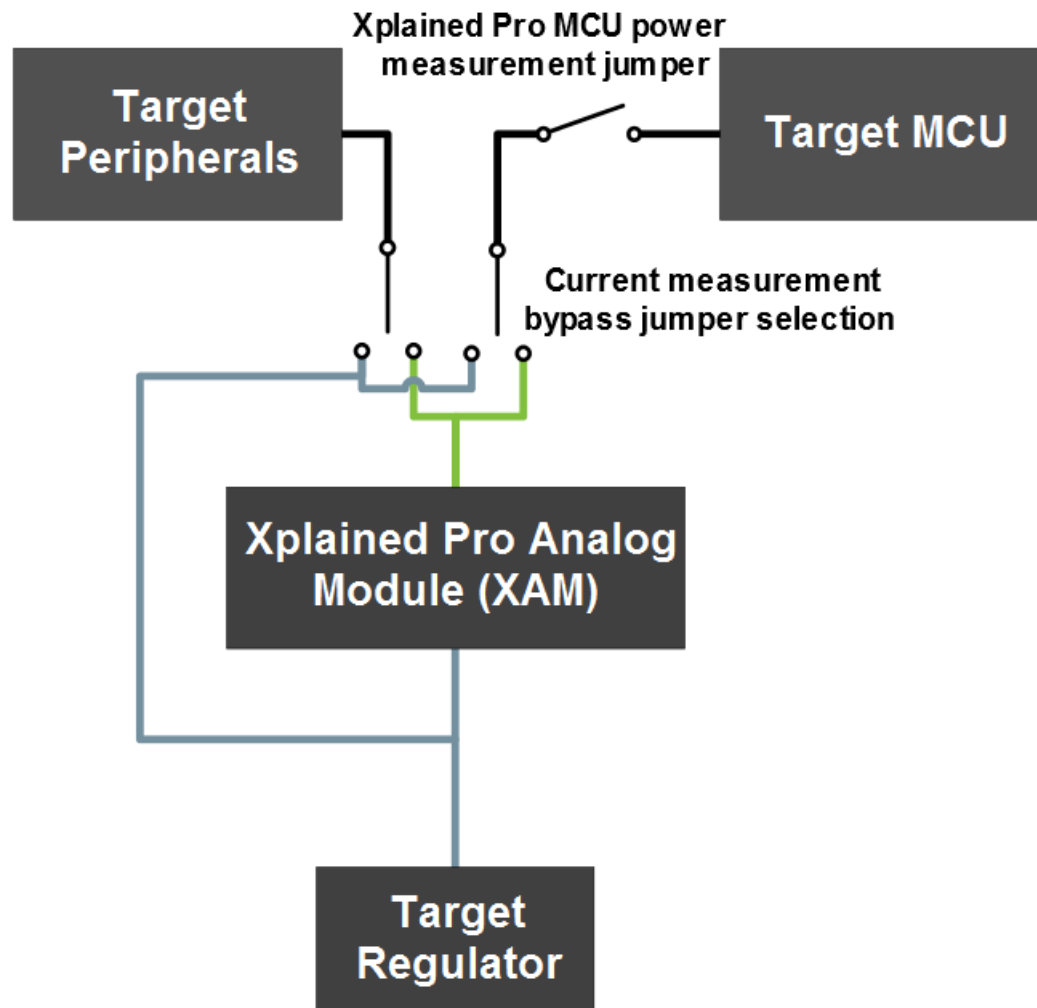 Xplained Pro MCU power
measurement jumper
Target
Peripherals
Target MCU
Current measurement
bypass jumper selection
Xplained Pro Analog
Module (XAM)
Target
Regulator